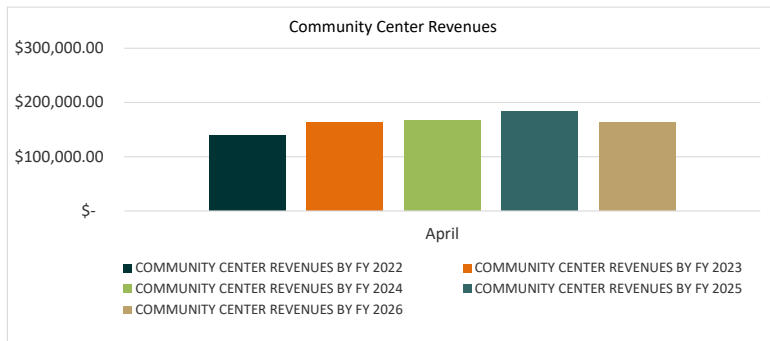 Community Center Revenues
$300,000.00
$200,000.00
$100,000.00
$-
April
COMMUNITY CENTER REVENUES BY FY 2022
COMMUNITY CENTER REVENUES BY FY 2023
COMMUNITY CENTER REVENUES BY FY 2024
COMMUNITY CENTER REVENUES BY FY 2025
COMMUNITY CENTER REVENUES BY FY 2026